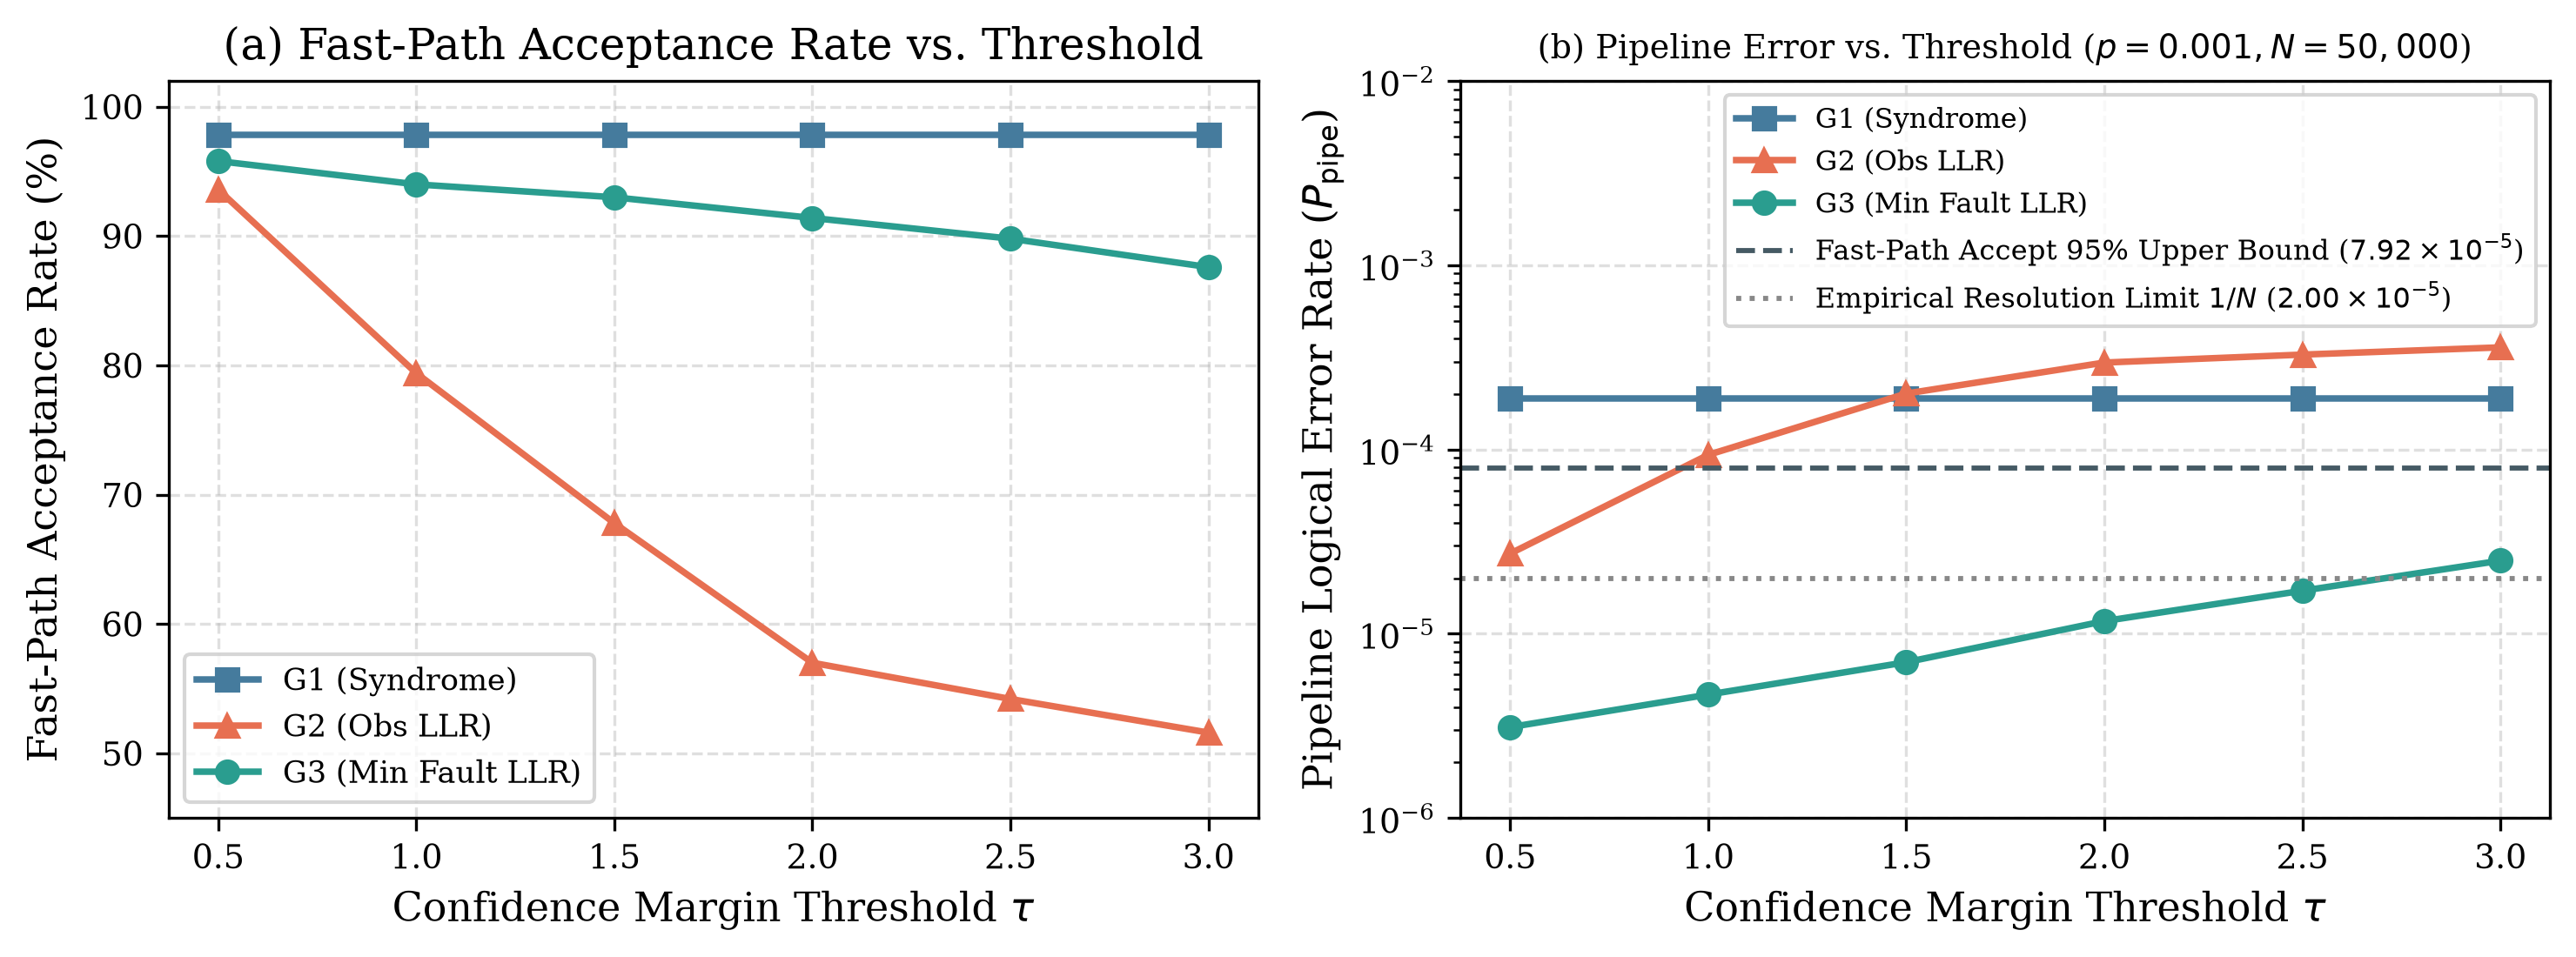 (a) Fast-Path Acceptance Rate vs. Threshold
Fast-Path Acceptance Rate (%)
100
90
80
70
60
50
G1 (Syndrome)
G2 (Obs LLR)
G3 (Min Fault LLR)
0.5 1.0 1.5 2.0 2.5 3.0
Confidence Margin Threshold τ
(b) Pipeline Error vs. Threshold (p = 0.001, N = 50,000)
Pipeline Logical Error Rate (P_pipe)
10⁻²
10⁻³
10⁻⁴
10⁻⁵
10⁻⁶
G1 (Syndrome)
G2 (Obs LLR)
G3 (Min Fault LLR)
Fast-Path Accept 95% Upper Bound (7.92 × 10⁻⁵)
Empirical Resolution Limit 1/N (2.00 × 10⁻⁵)
0.5 1.0 1.5 2.0 2.5 3.0
Confidence Margin Threshold τ